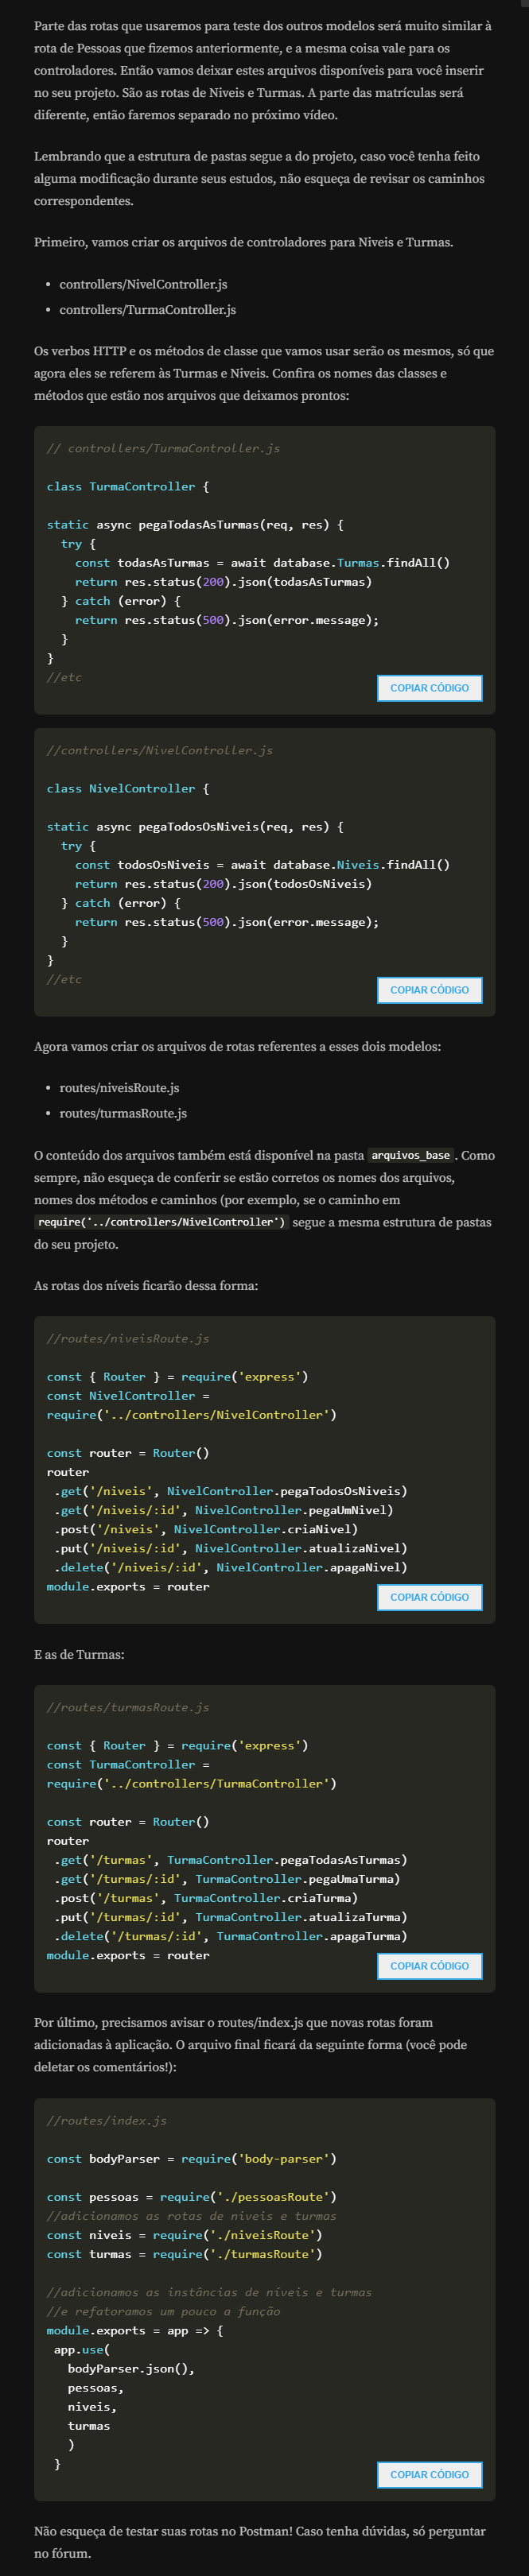 Parte das rotas que usaremos para teste dos outros modelos será muito similar à
rota de Pessoas que fizemos anteriormente, e a mesma coisa vale para os
controladores. Então vamos deixar estes arquivos disponíveis para você inserir
no seu projeto. São as rotas de Niveis e Turmas. A parte das matrículas será
diferente, então faremos separado no próximo vídeo.
Lembrando que a estrutura de pastas segue a do projeto, caso você tenha feito
alguma modificação durante seus estudos, não esqueça de revisar os caminhos
correspondentes.
Primeiro, vamos criar os arquivos de controladores para Niveis e Turmas.
• controllers/NivelController.js
• controllers/TurmaController.js
Os verbos HTTP e os métodos de classe que vamos usar serão os mesmos, só que
agora eles se referem às Turmas e Niveis. Confira os nomes das classes e
métodos que estão nos arquivos que deixamos prontos:
// controllers/TurmaController.js
class TurmaController {
static async pegaTodasAsTurmas(req, res) {
try {
const todasAsTurmas = await database.Turmas.findAll()
return res.status(200).json(todasAsTurmas)
} catch (error) {
return res.status(500).json(error.message);
}
}
//etc
COPIAR CÓDIGO
//controllers/NivelController.js
class NivelController {
static async pegaTodosOsNiveis(req, res) {
try {
const todosOsNiveis = await database.Niveis.findAll()
return res.status(200).json(todosOsNiveis)
} catch (error) {
return res.status(500).json(error.message);
}
}
//etc
COPIAR CÓDIGO
Agora vamos criar os arquivos de rotas referentes a esses dois modelos:
• routes/niveisRoute.js
• routes/turmasRoute.js
O conteúdo dos arquivos também está disponível na pasta arquivos_base. Como
sempre, não esqueça de conferir se estão corretos os nomes dos arquivos,
nomes dos métodos e caminhos (por exemplo, se o caminho em
require('../controllers/NivelController') segue a mesma estrutura de pastas
do seu projeto.
As rotas dos níveis ficarão dessa forma:
//routes/niveisRoute.js
const { Router } = require('express')
const NivelController =
require('../controllers/NivelController')
const router = Router()
router
.get('/niveis', NivelController.pegaTodosOsNiveis)
.get('/niveis/:id', NivelController.pegaUmNivel)
.post('/niveis', NivelController.criaNivel)
.put('/niveis/:id', NivelController.atualizaNivel)
.delete('/niveis/:id', NivelController.apagaNivel)
module.exports = router
COPIAR CÓDIGO
E as de Turmas:
//routes/turmasRoute.js
const { Router } = require('express')
const TurmaController =
require('../controllers/TurmaController')
const router = Router()
router
.get('/turmas', TurmaController.pegaTodasAsTurmas)
.get('/turmas/:id', TurmaController.pegaUmaTurma)
.post('/turmas', TurmaController.criaTurma)
.put('/turmas/:id', TurmaController.atualizaTurma)
.delete('/turmas/:id', TurmaController.apagaTurma)
module.exports = router
COPIAR CÓDIGO
Por último, precisamos avisar o routes/index.js que novas rotas foram
adicionadas à aplicação. O arquivo final ficará da seguinte forma (você pode
deletar os comentários!):
//routes/index.js
const bodyParser = require('body-parser')
const pessoas = require('./pessoasRoute')
//adicionamos as rotas de niveis e turmas
const niveis = require('./niveisRoute')
const turmas = require('./turmasRoute')
//adicionamos as instâncias de níveis e turmas
//e refatoramos um pouco a função
module.exports = app => {
app.use(
bodyParser.json(),
pessoas,
niveis,
turmas
)
}
COPIAR CÓDIGO
Não esqueça de testar suas rotas no Postman! Caso tenha dúvidas, só perguntar
no fórum.